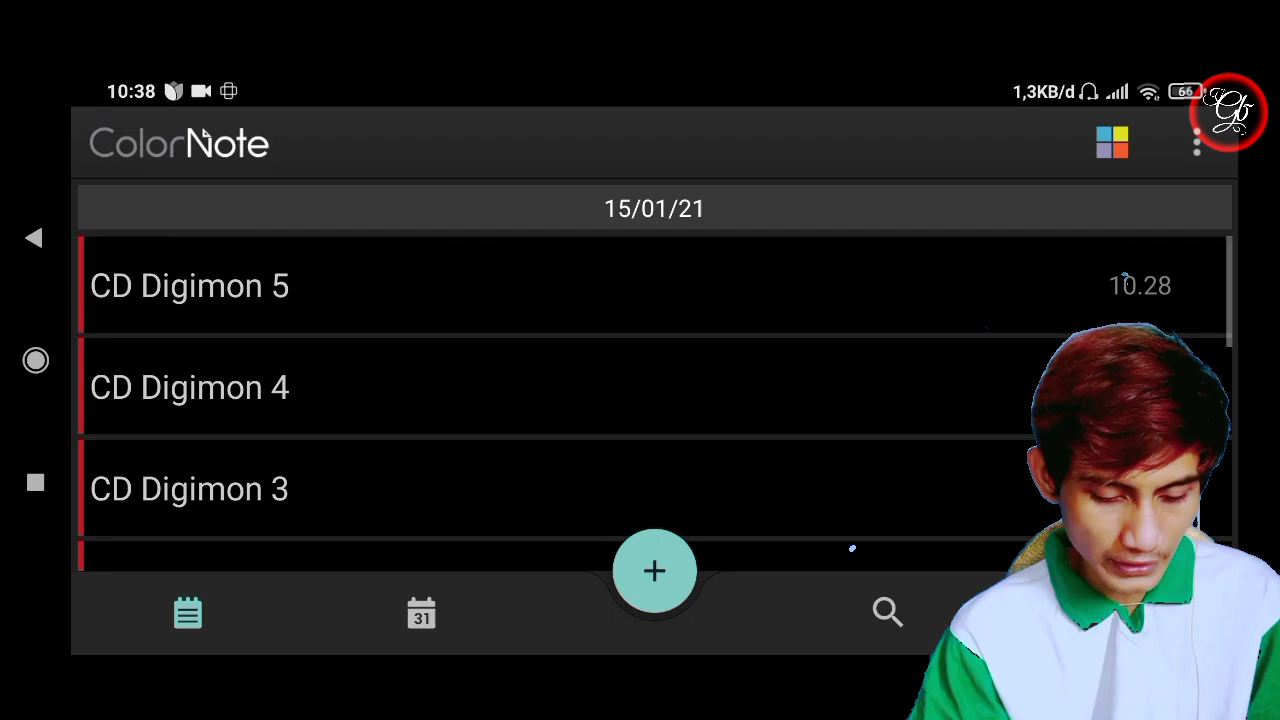 10:38
1,3KB/d
66
Gb
ColorNote
15/01/21
CD Digimon 5
10.28
CD Digimon 4
CD Digimon 3
+
31